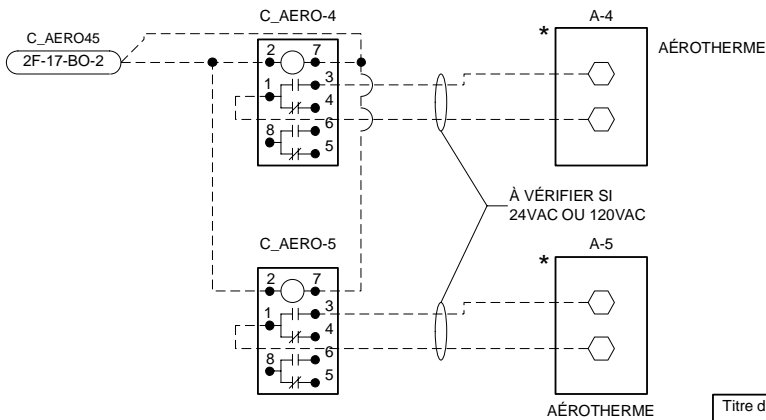 C_AERO-4
A-4
C_AERO45
2F-17-BO-2
2
7
*
AÉROTHERME
1
3
4
8
6
5
À VÉRIFIER SI
24VAC OU 120VAC
C_AERO-5
A-5
2
7
*
1
3
4
8
6
5
AÉROTHERME
Titre d